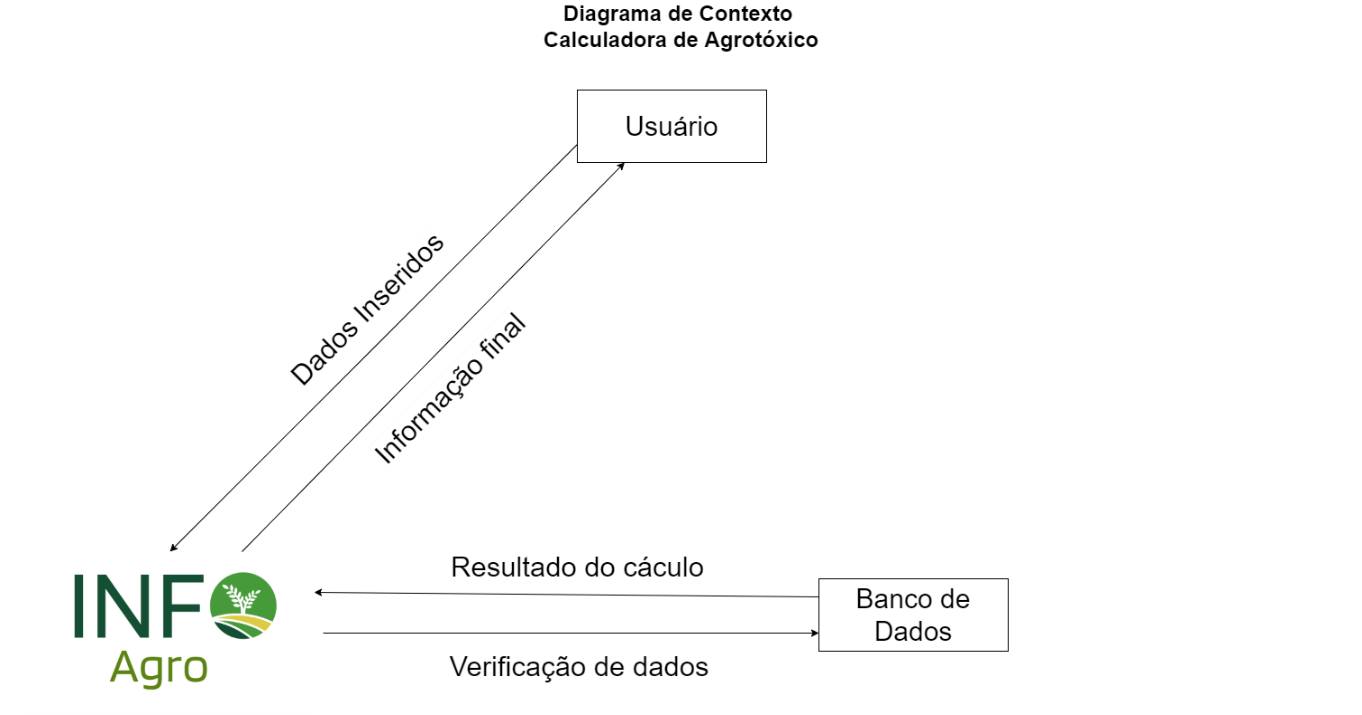 Diagrama de Contexto
Calculadora de Agrotóxico
Usuário
Dados Inseridos
Informação final
Resultado do cáculo
Banco de
Dados
Verificação de dados
INFO
Agro